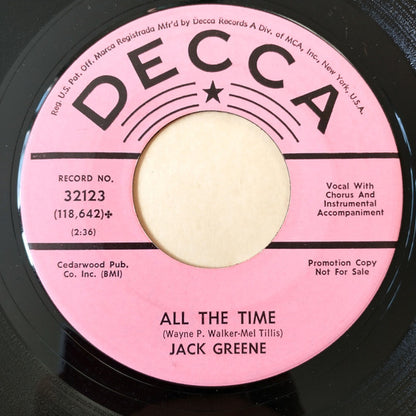 Reg. U.S. Pat. Off. Marca Registrada Mfr'd by Decca Records A Div. of MCA, Inc., New York, U.S.A.
DECCA
RECORD NO.
32123
(118,642)✤
(2:36)
Vocal With
Chorus And
Instrumental
Accompaniment
Cedarwood Pub.
Co. Inc. (BMI)
Promotion Copy
Not For Sale
ALL THE TIME
(Wayne P. Walker-Mel Tillis)
JACK GREENE